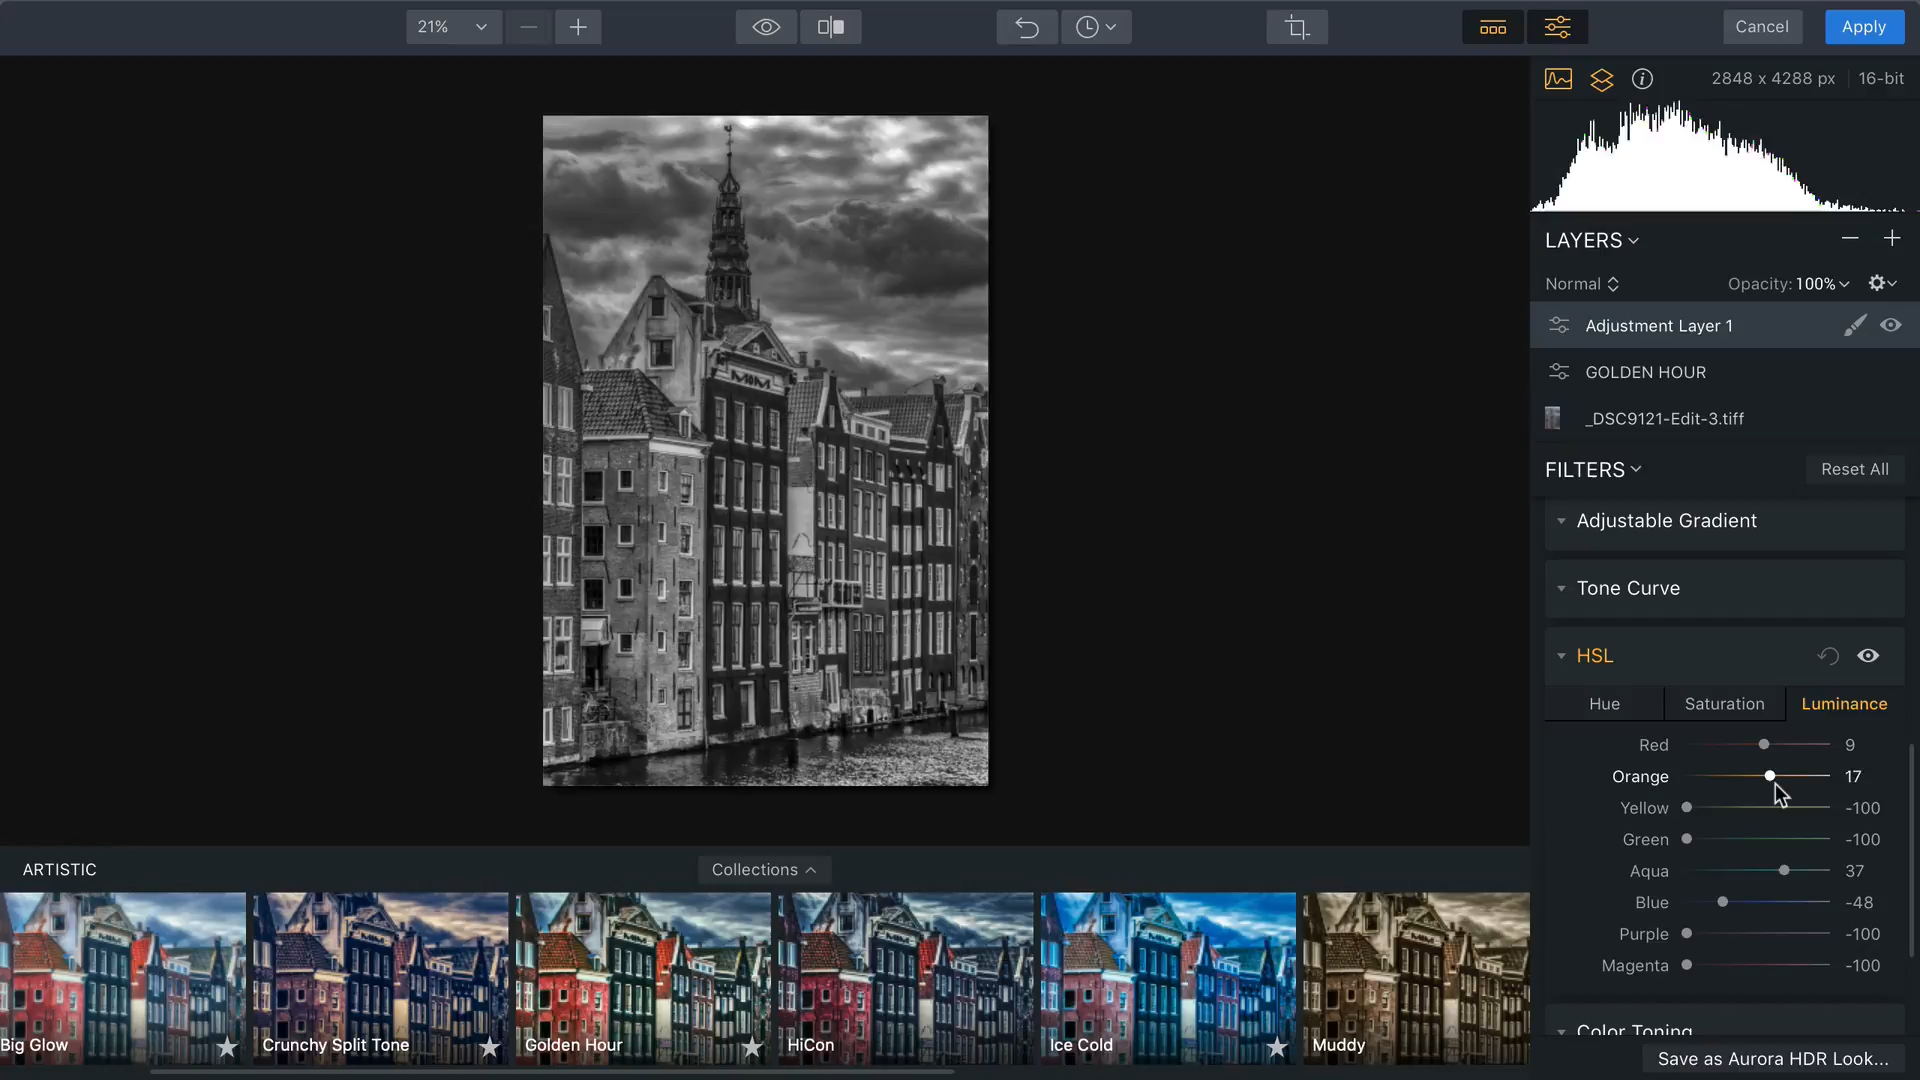 21%
Cancel
Apply
2848 x 4288 px
16-bit
LAYERS
Normal
Opacity: 100%
Adjustment Layer 1
GOLDEN HOUR
_DSC9121-Edit-3.tiff
FILTERS
Reset All
Adjustable Gradient
Tone Curve
HSL
Hue
Saturation
Luminance
Red 9
Orange 17
Yellow -100
Green -100
Aqua 37
Blue -48
Purple -100
Magenta -100
Color Toning
Save as Aurora HDR Look...
ARTISTIC
Collections
Big Glow
Crunchy Split Tone
Golden Hour
HiCon
Ice Cold
Muddy